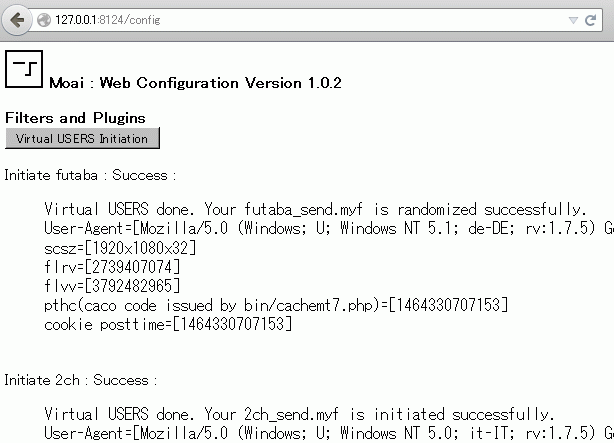 127.0.0.1:8124/config
Moai : Web Configuration Version 1.0.2
Filters and Plugins
Virtual USERS Initiation
Initiate futaba : Success :
Virtual USERS done. Your futaba_send.myf is randomized successfully.
User-Agent=[Mozilla/5.0 (Windows; U; Windows NT 5.1; de-DE; rv:1.7.5) G
scsz=[1920x1080x32]
flrv=[2739407074]
flvv=[3792482965]
pthc(caco code issued by bin/cachemt7.php)=[1464330707153]
cookie posttime=[1464330707153]
Initiate 2ch : Success :
Virtual USERS done. Your 2ch_send.myf is initiated successfully.
User-Agent=[Mozilla/5.0 (Windows; U; Windows NT 5.0; it-IT; rv:1.7.5) G